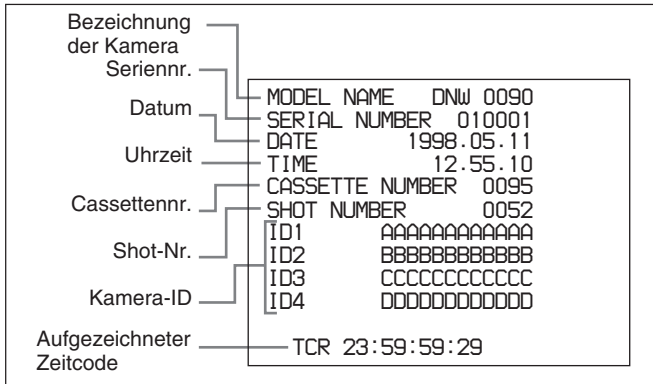 Bezeichnung
der Kamera
Seriennr.
Datum
Uhrzeit
Cassettennr.
Shot-Nr.
Kamera-ID
Aufgezeichneter
Zeitcode
MODEL NAME DNW 0090
SERIAL NUMBER 010001
DATE 1998.05.11
TIME 12.55.10
CASSETTE NUMBER 0095
SHOT NUMBER 0052
ID1 AAAAAAAAAAAA
ID2 BBBBBBBBBBBB
ID3 CCCCCCCCCCCC
ID4 DDDDDDDDDDDD
TCR 23:59:59:29